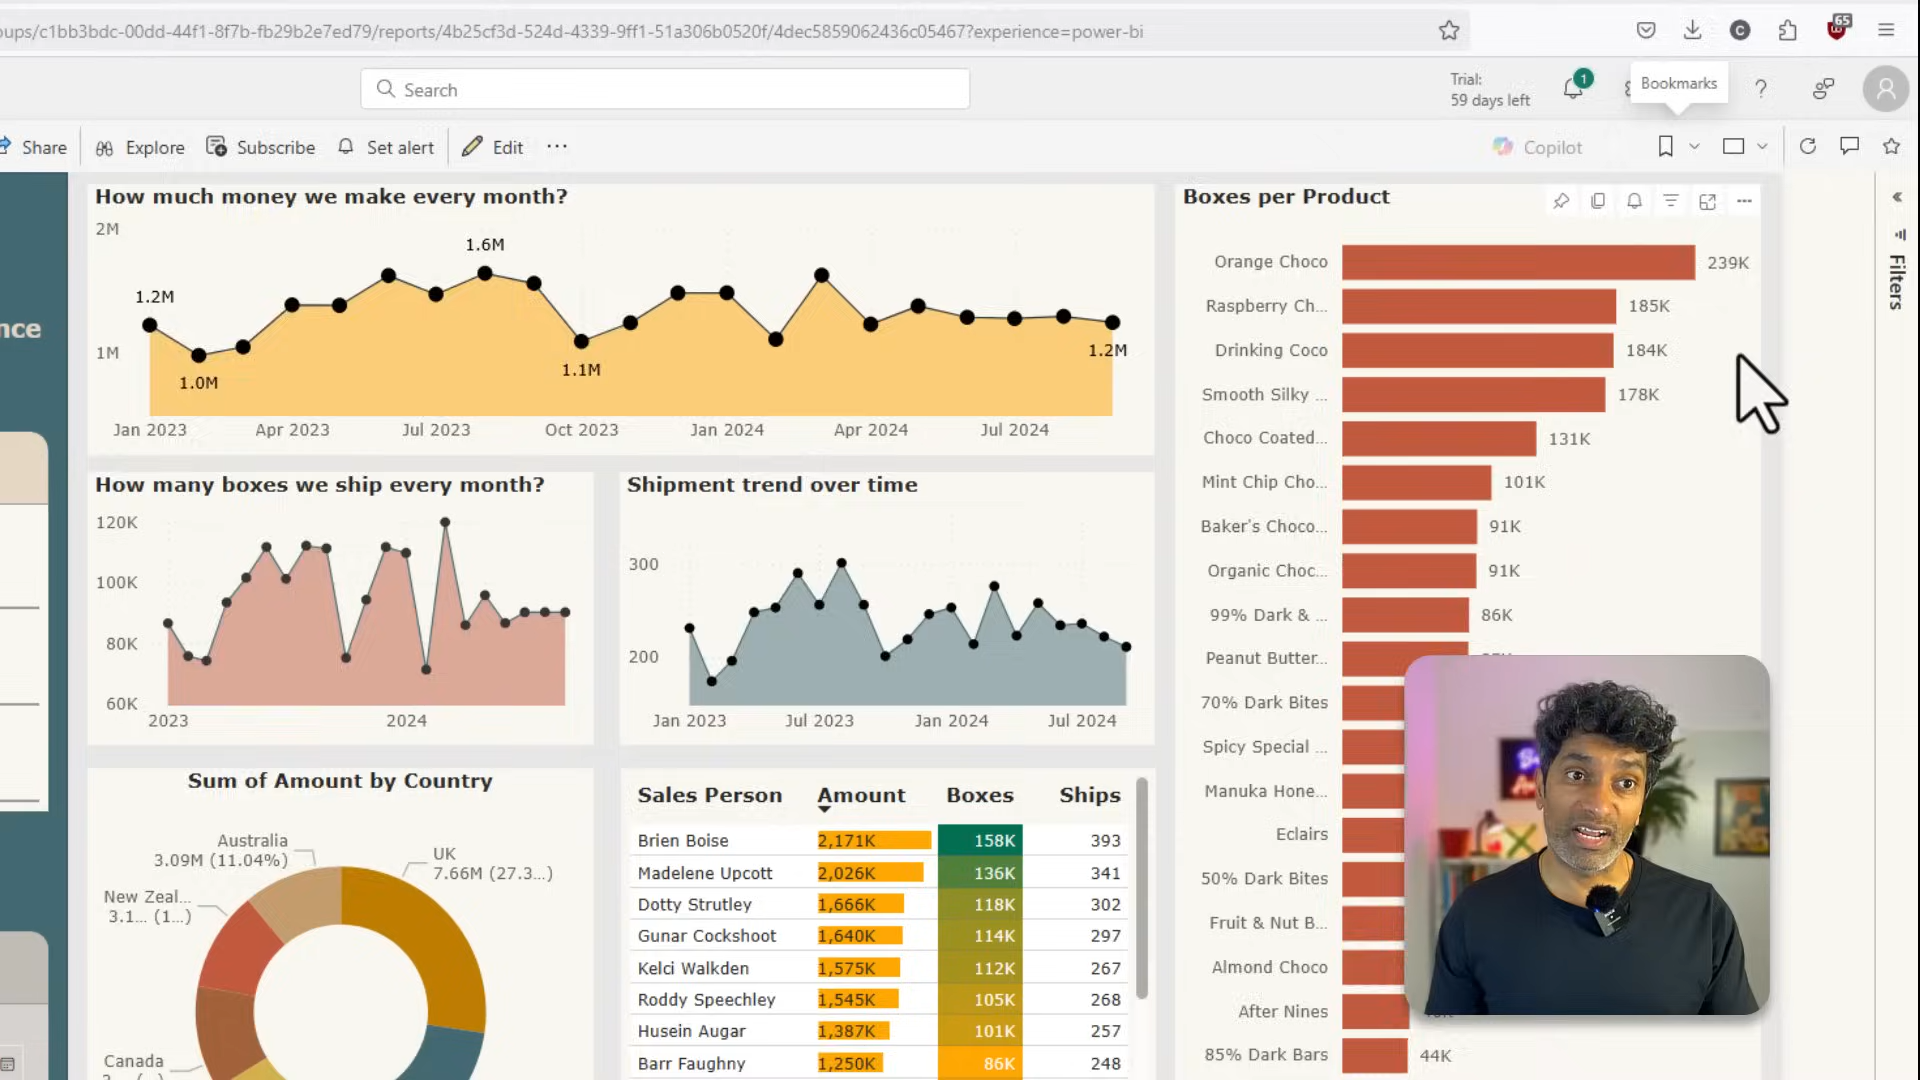 oups/c1bb3bdc-00dd-44f1-8f7b-fb29b2e7ed79/reports/4b25cf3d-524d-4339-9ff1-51a306b0520f/4dec5859062436c05467?experience=power-bi
65
Search
Trial:
59 days left
1
Bookmarks
Share
Explore
Subscribe
Set alert
Edit
Copilot
Filters
nce
How much money we make every month?
2M
1M
1.2M
1.0M
1.6M
1.1M
1.2M
Jan 2023
Apr 2023
Jul 2023
Oct 2023
Jan 2024
Apr 2024
Jul 2024
How many boxes we ship every month?
120K
100K
80K
60K
2023
2024
Shipment trend over time
300
200
Jan 2023
Jul 2023
Jan 2024
Jul 2024
Sum of Amount by Country
Australia
3.09M (11.04%)
UK
7.66M (27.3...)
New Zeal...
3.1... (1...)
Canada
Sales Person Amount Boxes Ships
Brien Boise 2,171K 158K 393
Madelene Upcott 2,026K 136K 341
Dotty Strutley 1,666K 118K 302
Gunar Cockshoot 1,640K 114K 297
Kelci Walkden 1,575K 112K 267
Roddy Speechley 1,545K 105K 268
Husein Augar 1,387K 101K 257
Barr Faughny 1,250K 86K 248
Boxes per Product
Orange Choco 239K
Raspberry Ch... 185K
Drinking Coco 184K
Smooth Silky ... 178K
Choco Coated... 131K
Mint Chip Cho... 101K
Baker's Choco... 91K
Organic Choc... 91K
99% Dark & ... 86K
Peanut Butter...
70% Dark Bites
Spicy Special ...
Manuka Hone...
Eclairs
50% Dark Bites
Fruit & Nut B...
Almond Choco
After Nines
85% Dark Bars 44K